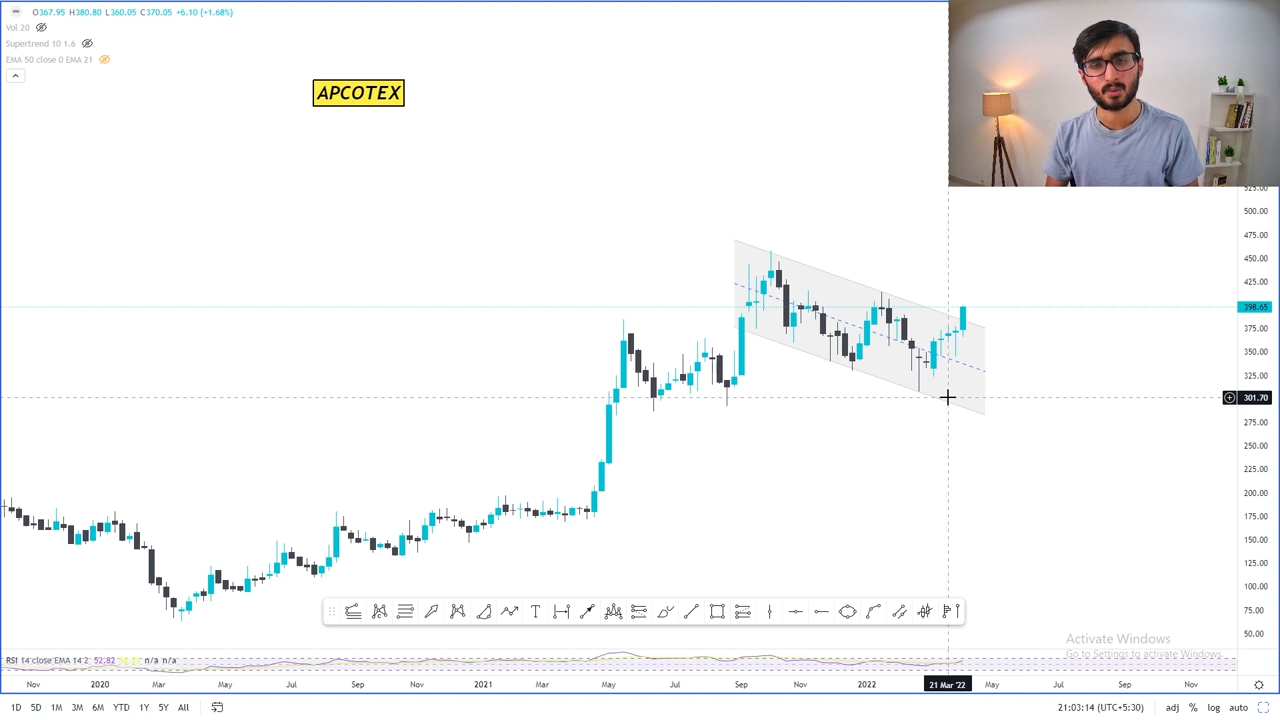 O367.95 H380.80 L360.05 C370.05 +6.10 (+1.68%)
Vol 20
Supertrend 10 1.6
EMA 50 close 0 EMA 21
APCOTEX
525.00
500.00
475.00
450.00
425.00
398.65
375.00
350.00
325.00
301.70
275.00
250.00
225.00
200.00
175.00
150.00
125.00
100.00
75.00
50.00
T
Activate Windows
Go to Settings to activate Windows.
RSI 14 close EMA 14 2 52.82 n/a n/a
Nov 2020 Mar May Jul Sep Nov 2021 Mar May Jul Sep Nov 2022 21 Mar '22 May Jul Sep Nov
1D 5D 1M 3M 6M YTD 1Y 5Y All
21:03:14 (UTC+5:30) adj % log auto